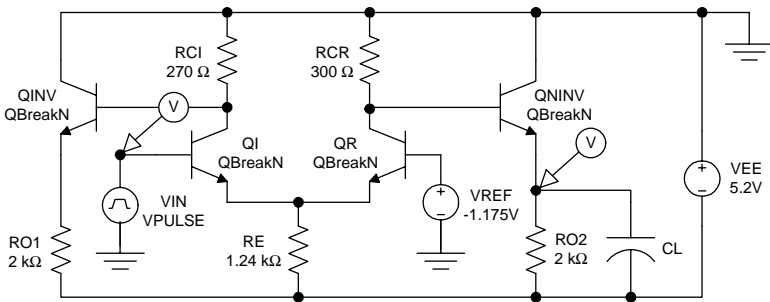 RCI
270 Ω
RCR
300 Ω
QINV
QBreakN
V
QNINV
QBreakN
QI
QBreakN
QR
QBreakN
V
VEE
5.2V
VIN
VPULSE
VREF
-1.175V
RO1
2 kΩ
RE
1.24 kΩ
RO2
2 kΩ
CL